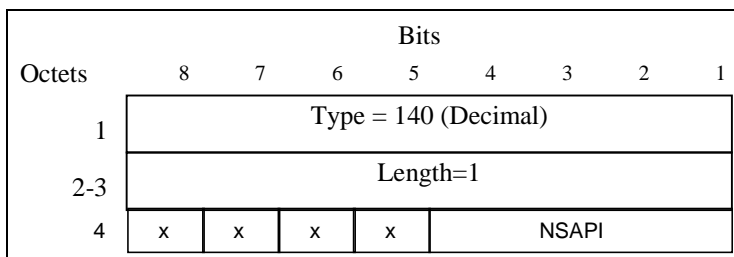 Bits
Octets 8 7 6 5 4 3 2 1
1 Type = 140 (Decimal)
2-3 Length=1
4 x x x x NSAPI